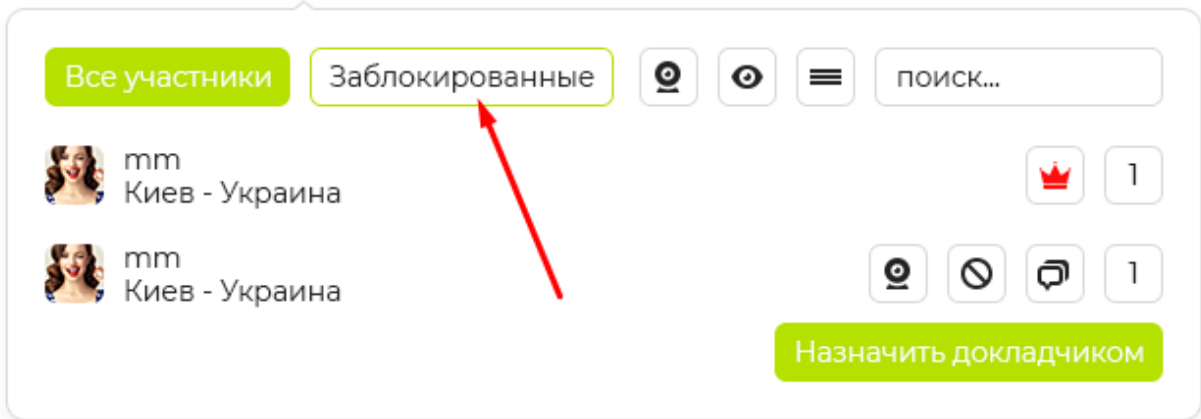 Все участники Заблокированные поиск...
mm
Киев - Украина
1
mm
Киев - Украина
1
Назначить докладчиком